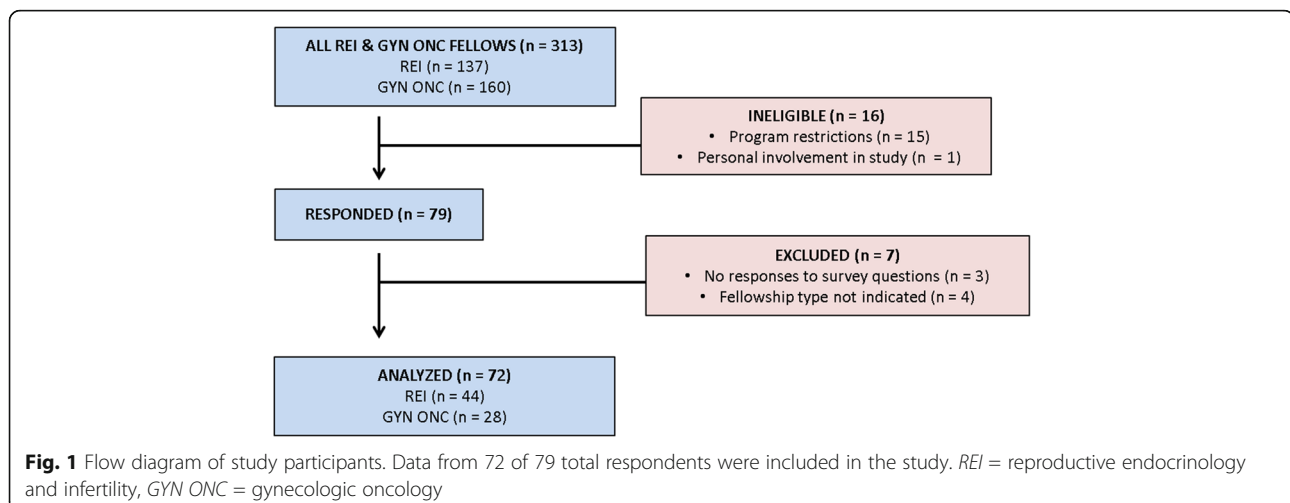 ALL REI & GYN ONC FELLOWS (n = 313)
REI (n = 137)
GYN ONC (n = 160)
INELIGIBLE (n = 16)
• Program restrictions (n = 15)
• Personal involvement in study (n = 1)
RESPONDED (n = 79)
EXCLUDED (n = 7)
• No responses to survey questions (n = 3)
• Fellowship type not indicated (n = 4)
ANALYZED (n = 72)
REI (n = 44)
GYN ONC (n = 28)
Fig. 1 Flow diagram of study participants. Data from 72 of 79 total respondents were included in the study. REI = reproductive endocrinology
and infertility, GYN ONC = gynecologic oncology